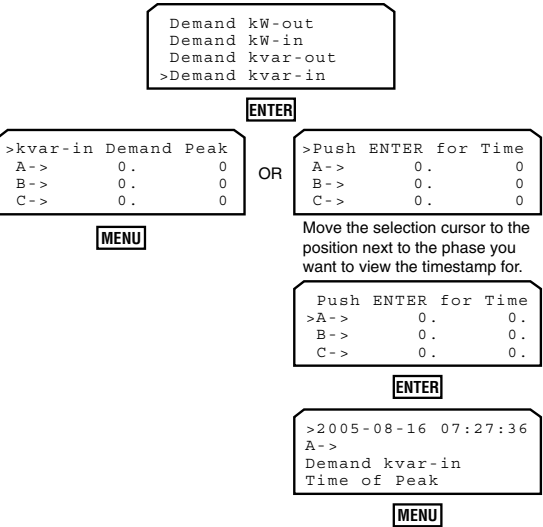 Demand kW-out
Demand kW-in
Demand kvar-out
>Demand kvar-in
ENTER
>kvar-in Demand Peak
A-> 0. 0
B-> 0. 0
C-> 0. 0
MENU
OR
>Push ENTER for Time
A-> 0. 0
B-> 0. 0
C-> 0. 0
Move the selection cursor to the
position next to the phase you
want to view the timestamp for.
Push ENTER for Time
>A-> 0. 0.
B-> 0. 0.
C-> 0. 0.
ENTER
>2005-08-16 07:27:36
A->
Demand kvar-in
Time of Peak
MENU